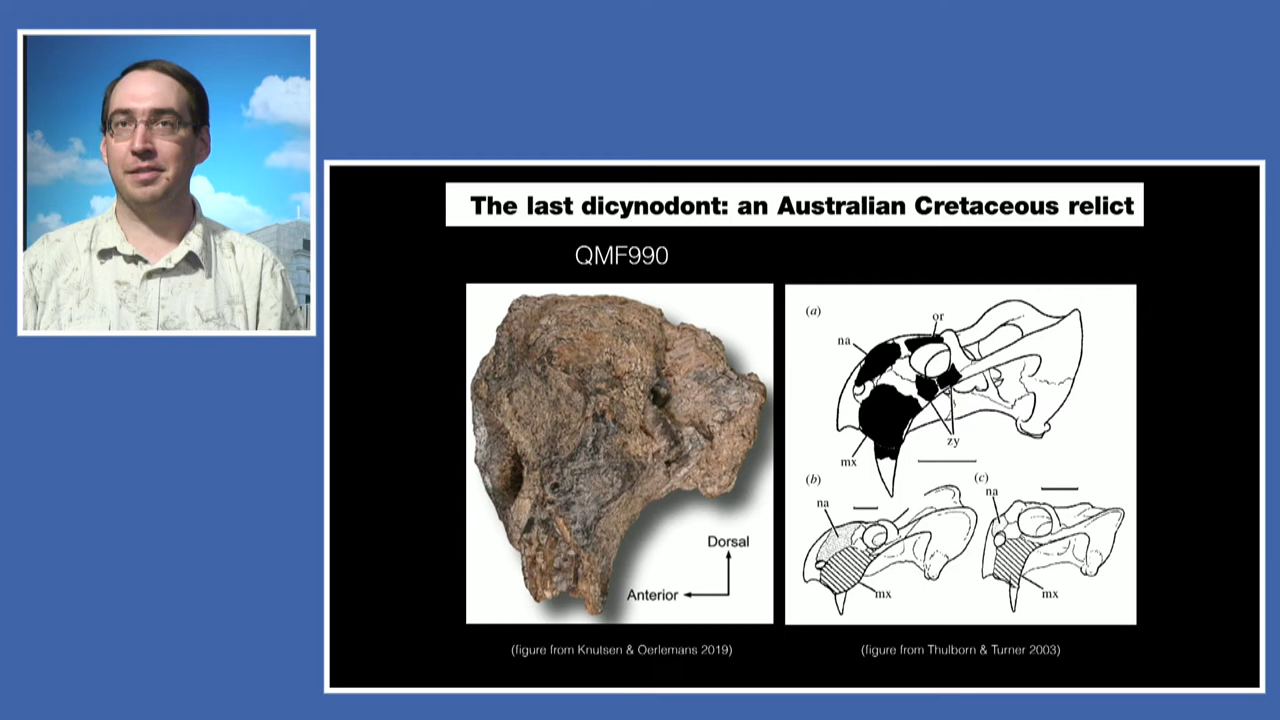 The last dicynodont: an Australian Cretaceous relict
QMF990
Dorsal
Anterior
(figure from Knutsen & Oerlemans 2019)
(a)
or
na
zy
mx
(b)
na
mx
(c)
na
mx
(figure from Thulborn & Turner 2003)